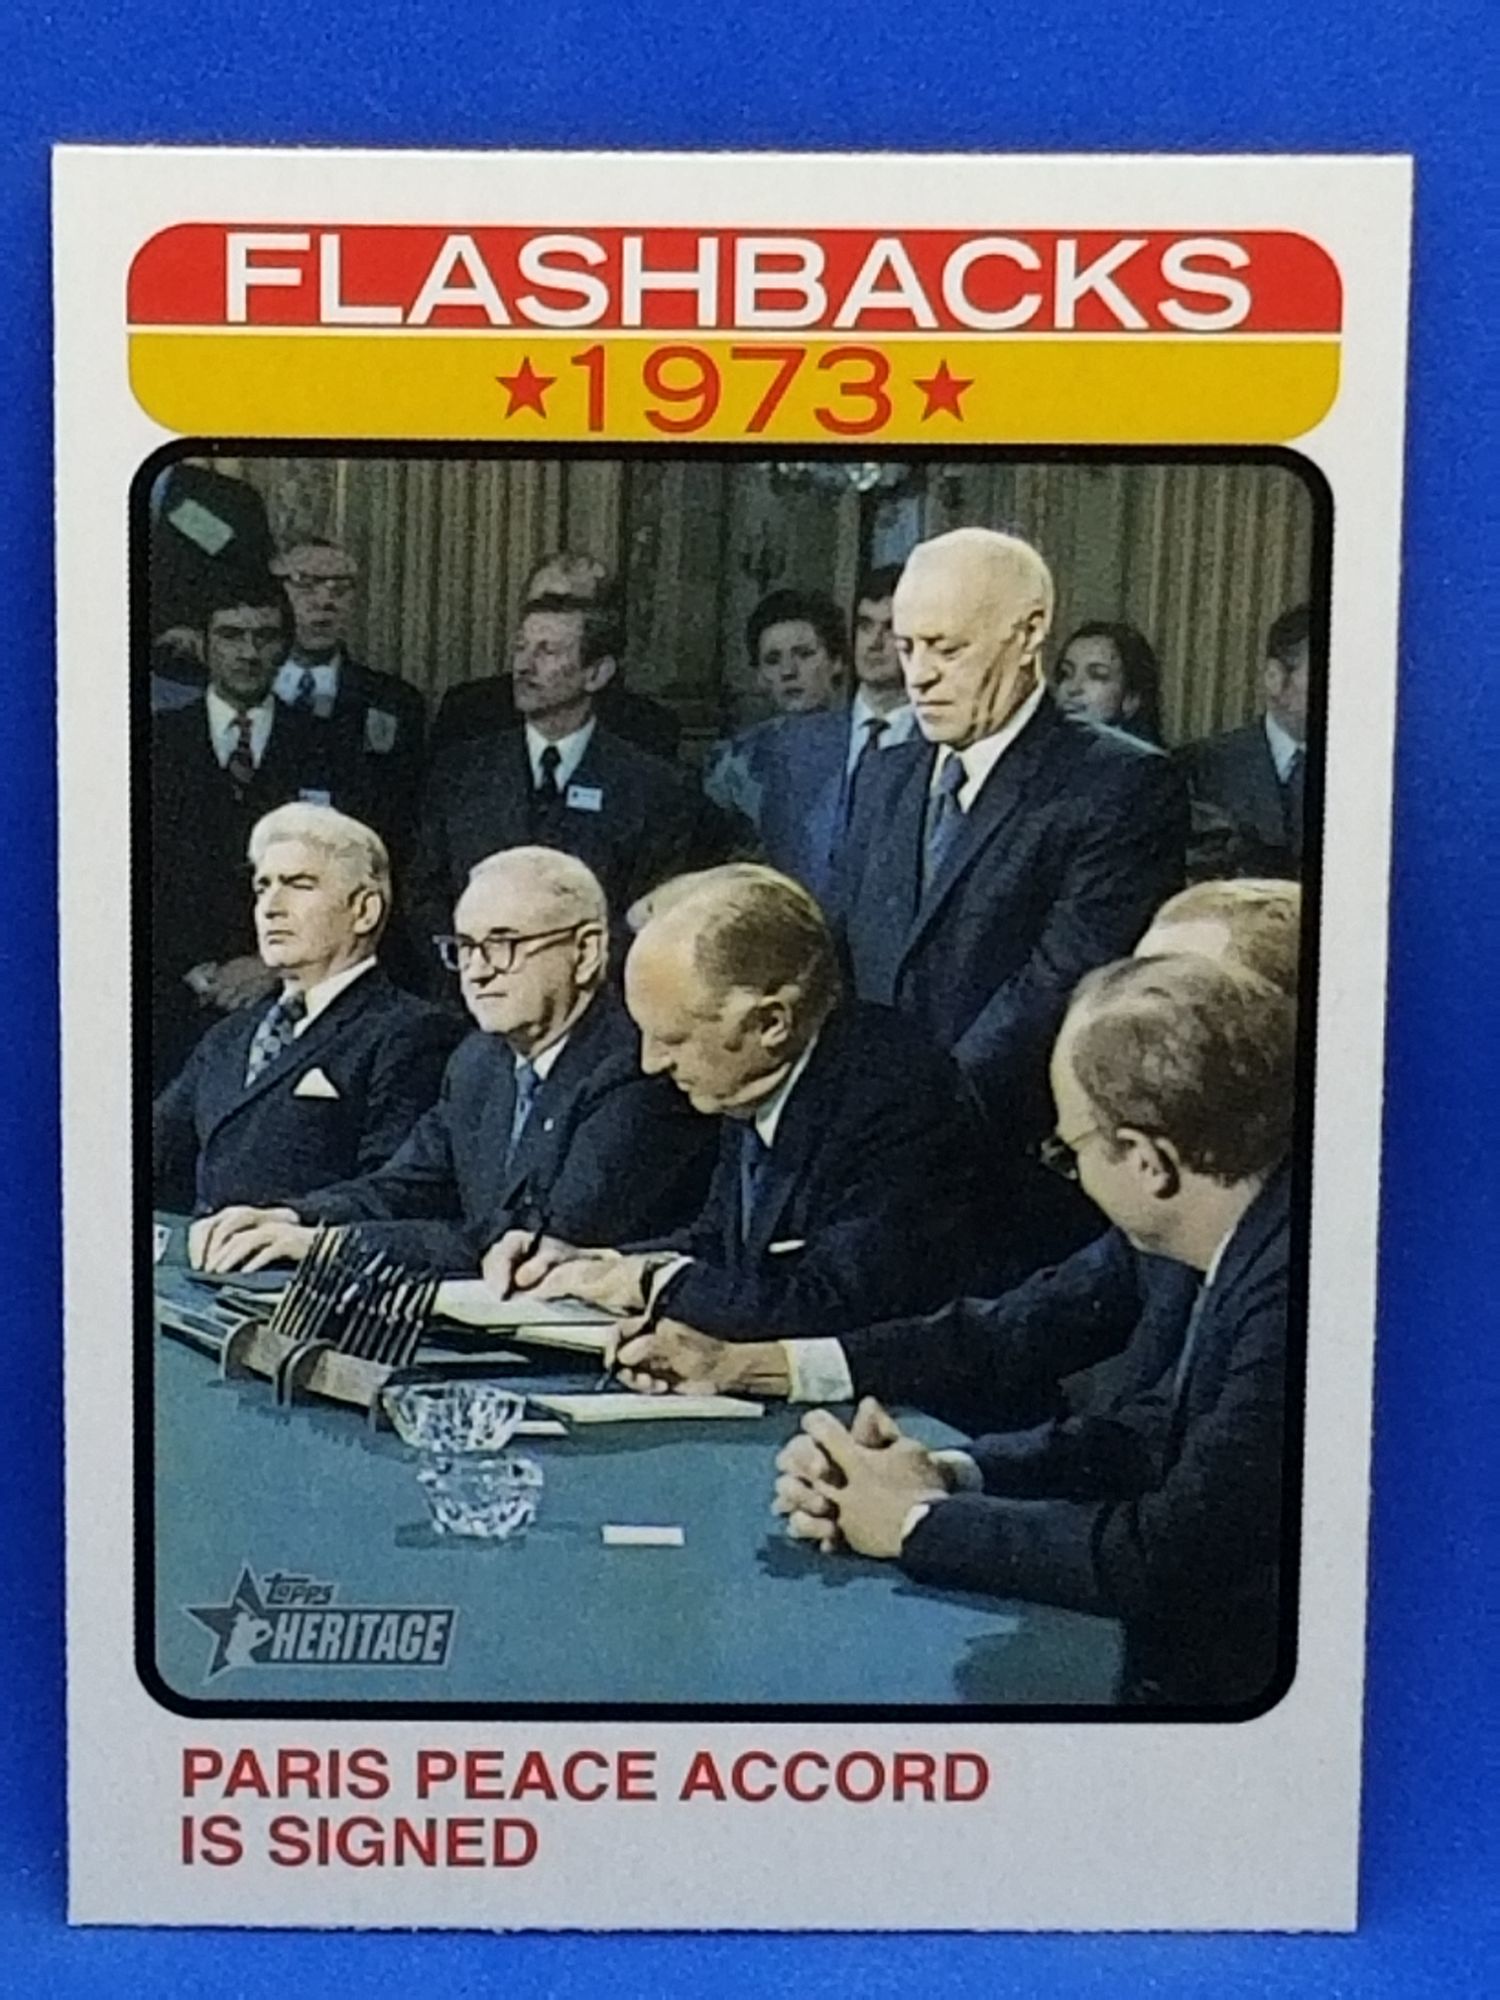 FLASHBACKS
★1973★
TOPPS
HERITAGE
PARIS PEACE ACCORD
IS SIGNED